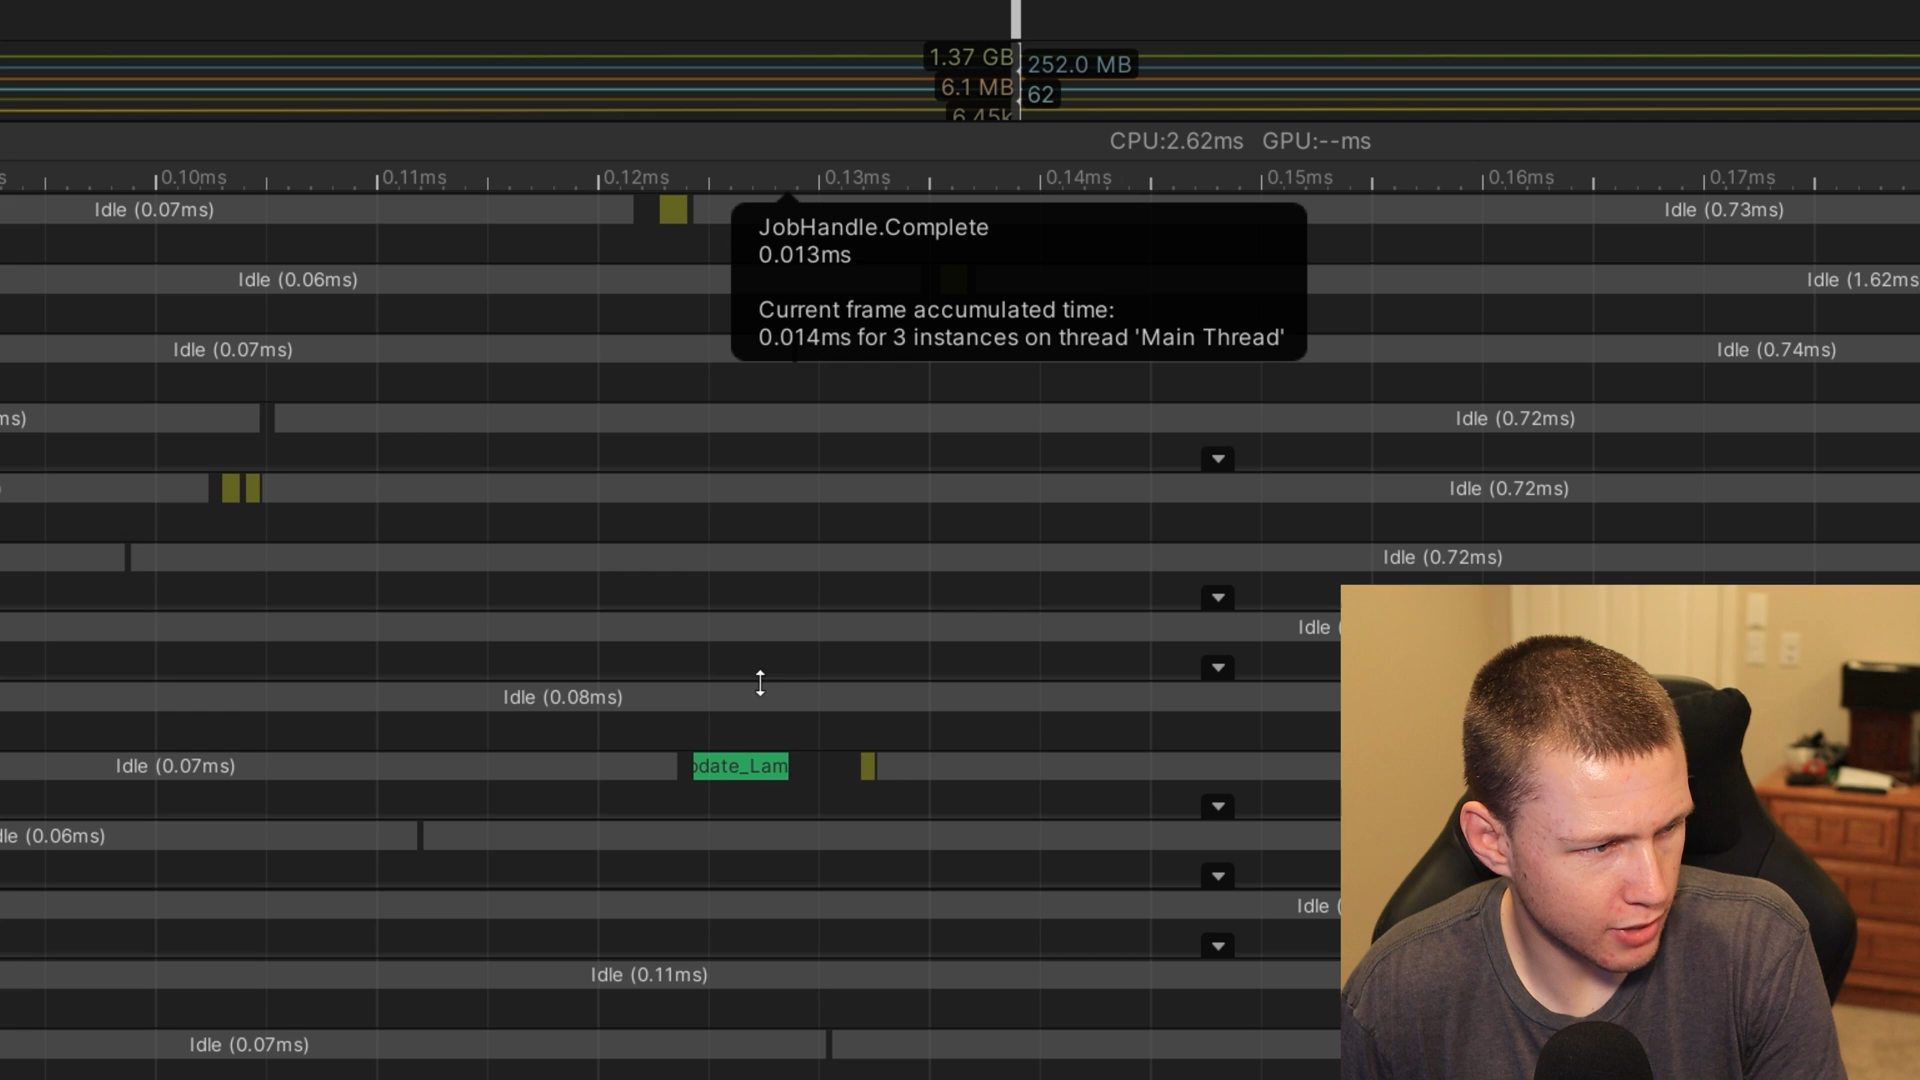 1.37 GB
252.0 MB
6.1 MB
62
6.45k
CPU:2.62ms GPU:--ms
0.10ms 0.11ms 0.12ms 0.13ms 0.14ms 0.15ms 0.16ms 0.17ms
Idle (0.07ms) Idle (0.73ms)
JobHandle.Complete
0.013ms
Current frame accumulated time:
0.014ms for 3 instances on thread 'Main Thread'
Idle (0.06ms) Idle (1.62ms
Idle (0.07ms) Idle (0.74ms)
ms) Idle (0.72ms)
) Idle (0.72ms)
Idle (0.72ms)
Idle (
Idle (0.08ms)
Idle (0.07ms) pdate_Lam
dle (0.06ms)
Idle (
Idle (0.11ms)
Idle (0.07ms)